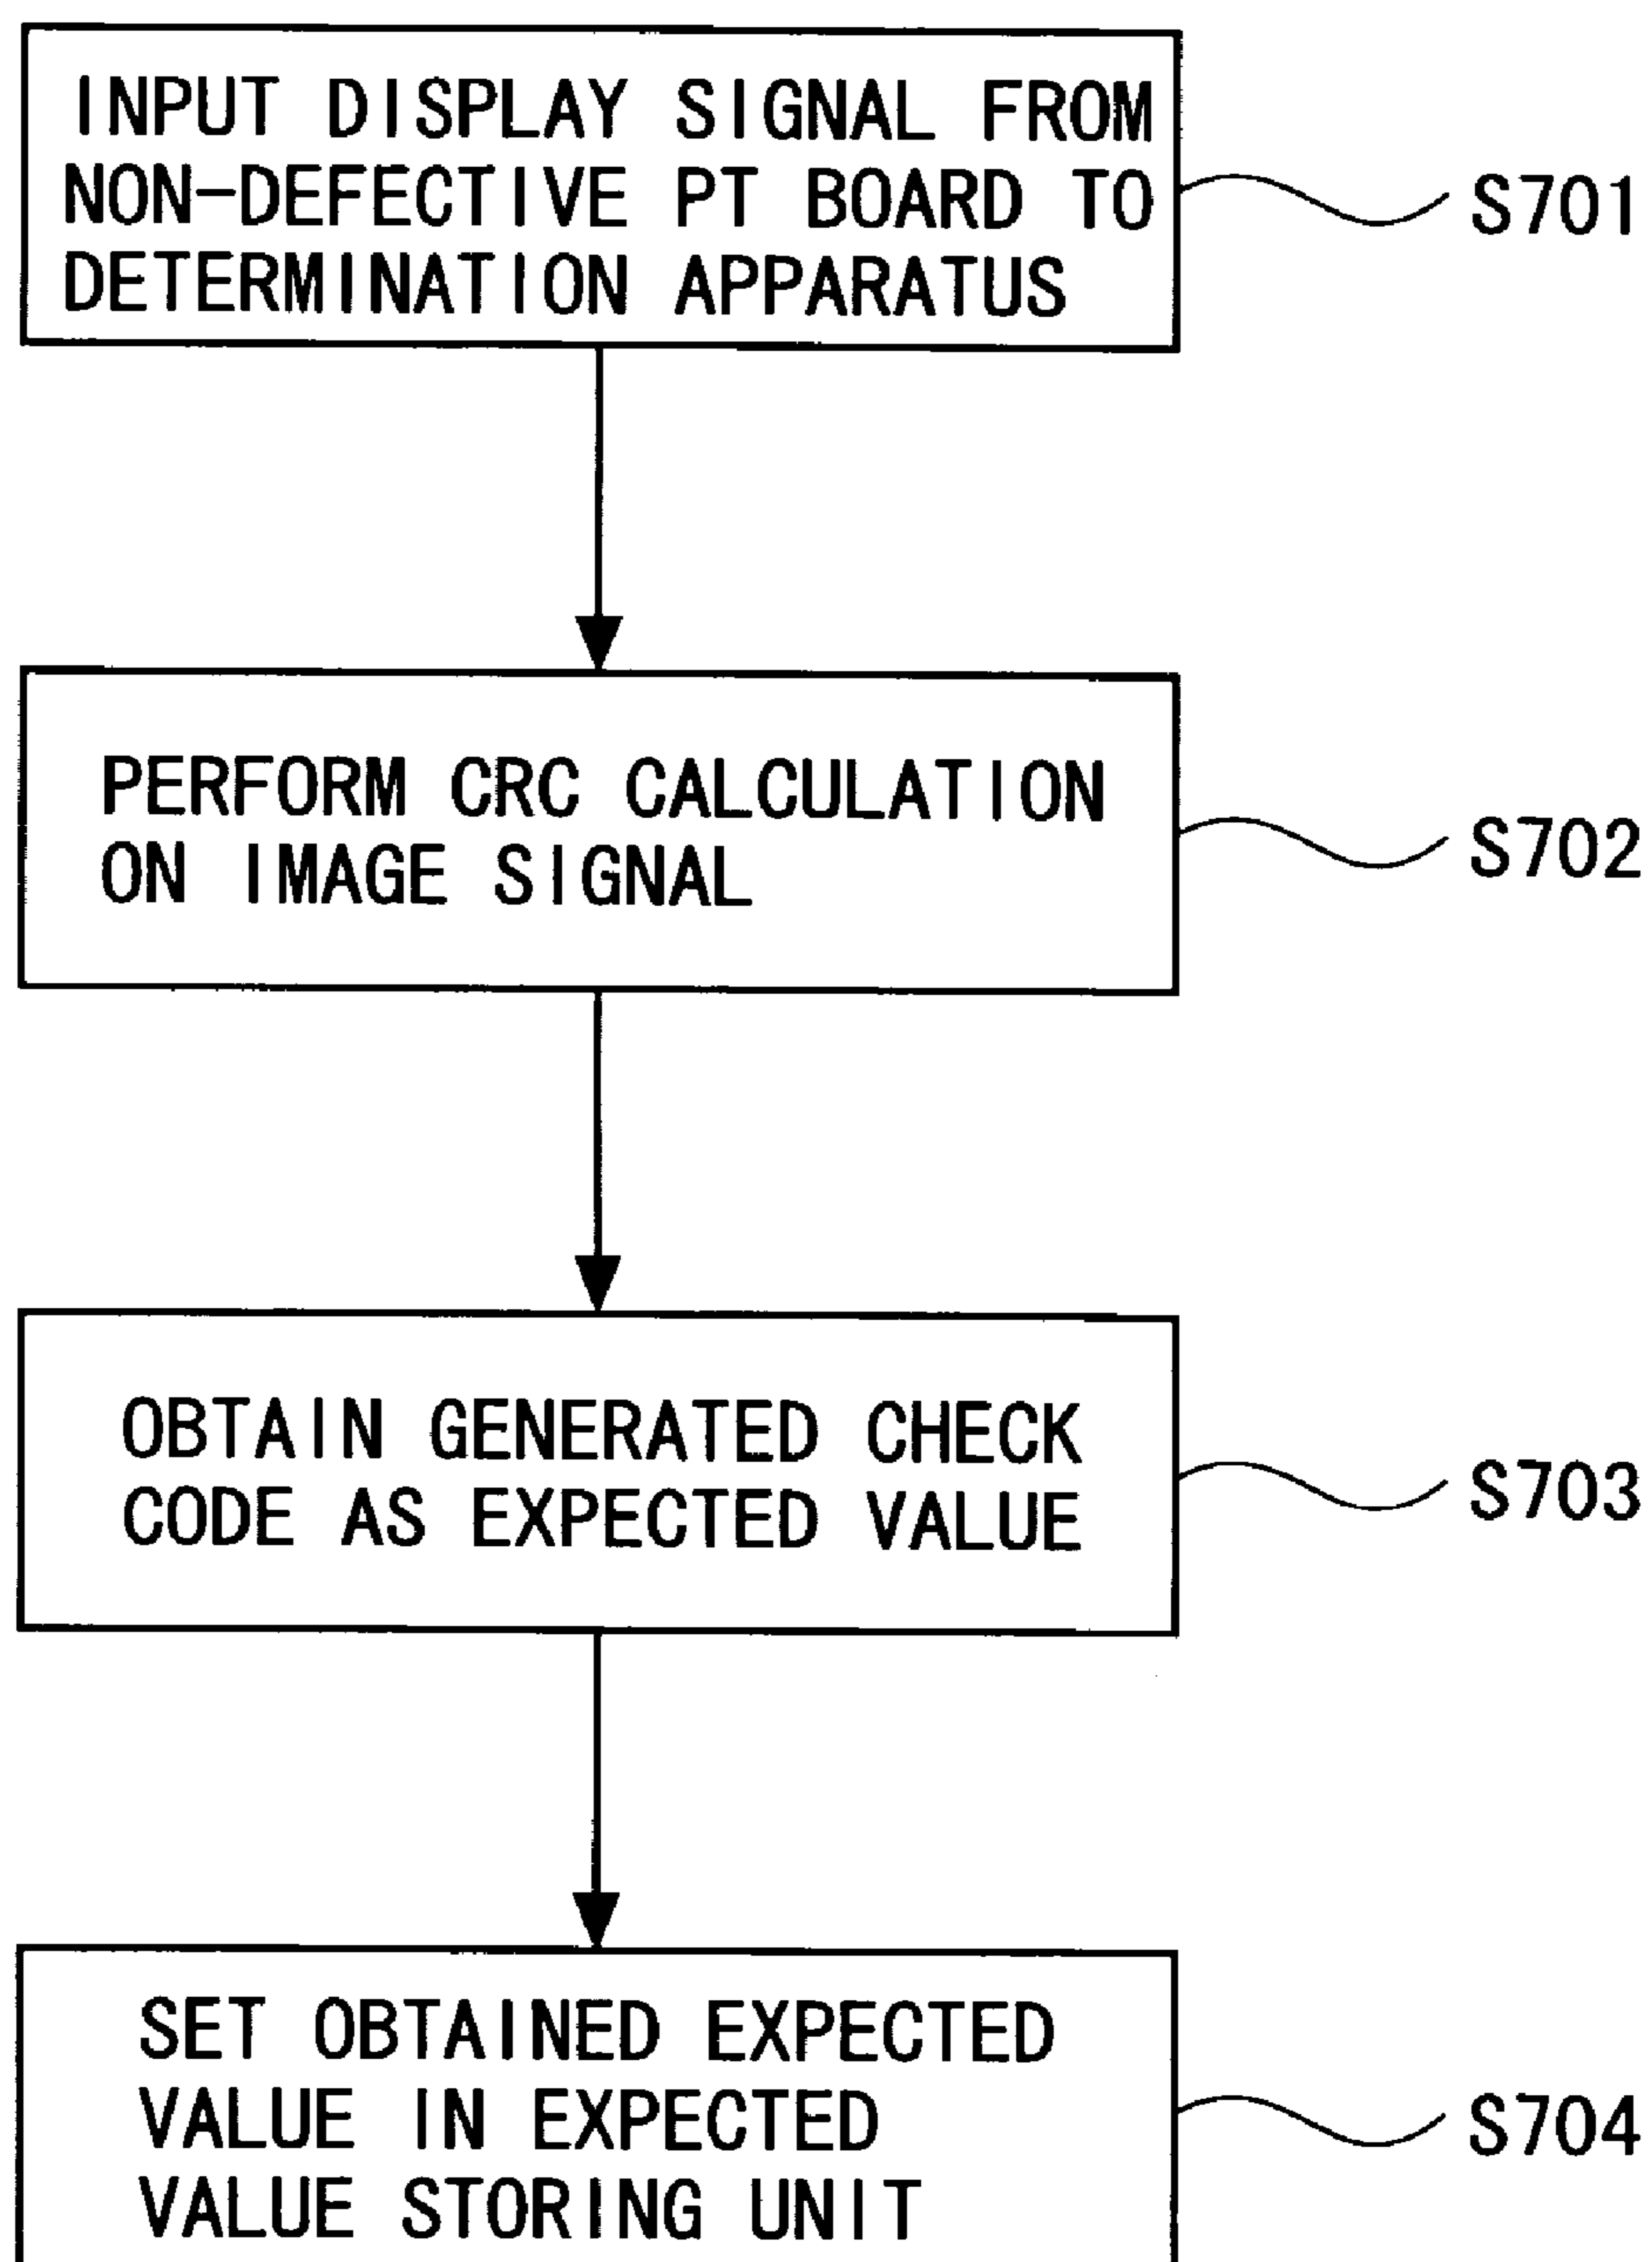 INPUT DISPLAY SIGNAL FROM
NON-DEFECTIVE PT BOARD TO
DETERMINATION APPARATUS
S701
PERFORM CRC CALCULATION
ON IMAGE SIGNAL
S702
OBTAIN GENERATED CHECK
CODE AS EXPECTED VALUE
S703
SET OBTAINED EXPECTED
VALUE IN EXPECTED
VALUE STORING UNIT
S704